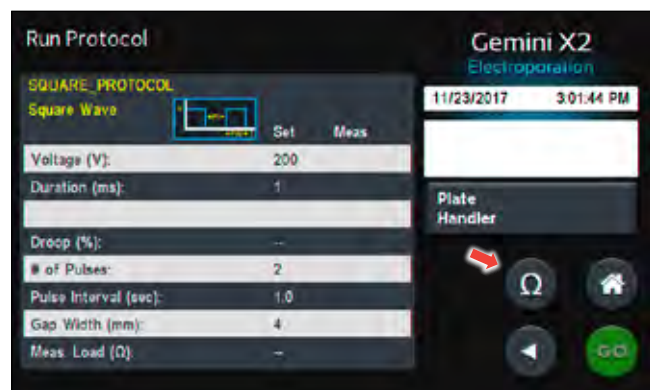 Run Protocol
Gemini X2
Electroporation
SQUARE_PROTOCOL
Square Wave
Set Meas
11/23/2017 3:01:44 PM
Voltage (V): 200
Duration (ms): 1
Plate
Handler
Droop (%): --
# of Pulses: 2
Pulse Interval (sec): 1.0
Gap Width (mm): 4
Meas. Load (Ω) --
Ω
GO